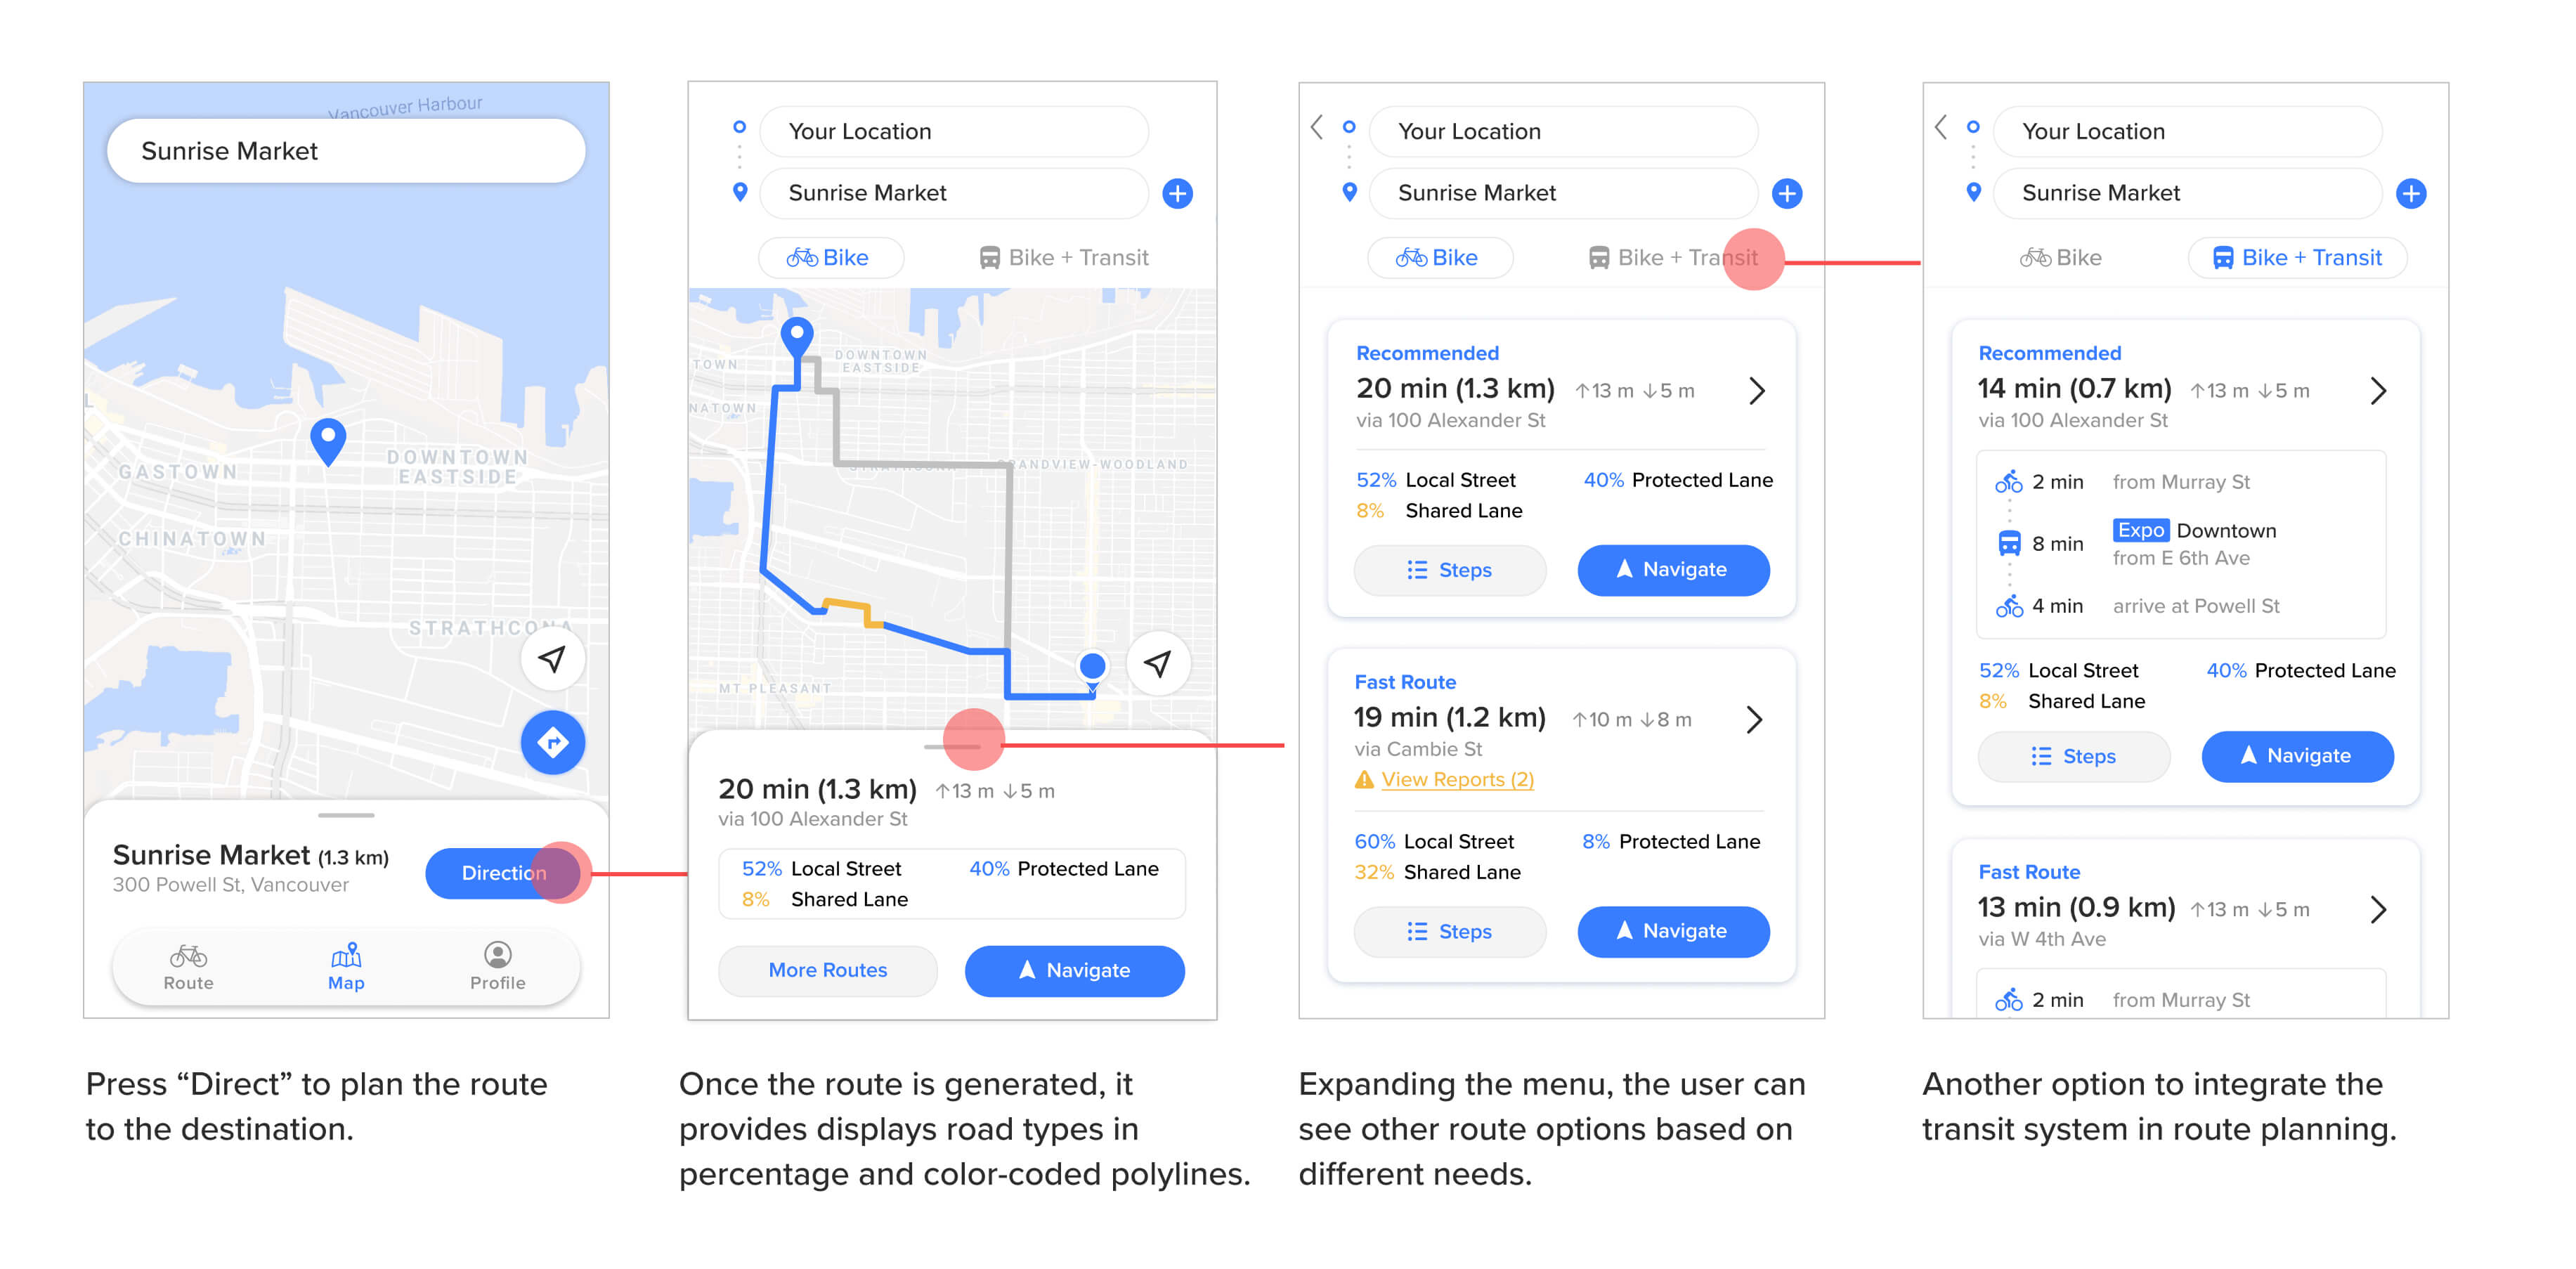 Vancouver Harbour
Sunrise Market
GASTOWN
DOWNTOWN
EASTSIDE
CHINATOWN
STRATHCONA
Sunrise Market (1.3 km)
300 Powell St, Vancouver
Direction
Route
Map
Profile
Press “Direct” to plan the route
to the destination.
Your Location
Sunrise Market
Bike
Bike + Transit
TOWN
DOWNTOWN
EASTSIDE
NATOWN
STRATHCONA
GRANDVIEW-WOODLAND
MT PLEASANT
20 min (1.3 km) ↑13 m ↓5 m
via 100 Alexander St
52% Local Street
40% Protected Lane
8% Shared Lane
More Routes
Navigate
Once the route is generated, it
provides displays road types in
percentage and color-coded polylines.
Your Location
Sunrise Market
Bike
Bike + Transit
Recommended
20 min (1.3 km) ↑13 m ↓5 m
via 100 Alexander St
52% Local Street
40% Protected Lane
8% Shared Lane
Steps
Navigate
Fast Route
19 min (1.2 km) ↑10 m ↓8 m
via Cambie St
View Reports (2)
60% Local Street
8% Protected Lane
32% Shared Lane
Steps
Navigate
Expanding the menu, the user can
see other route options based on
different needs.
Your Location
Sunrise Market
Bike
Bike + Transit
Recommended
14 min (0.7 km) ↑13 m ↓5 m
via 100 Alexander St
2 min from Murray St
8 min Expo Downtown
from E 6th Ave
4 min arrive at Powell St
52% Local Street
40% Protected Lane
8% Shared Lane
Steps
Navigate
Fast Route
13 min (0.9 km) ↑13 m ↓5 m
via W 4th Ave
2 min from Murray St
Another option to integrate the
transit system in route planning.